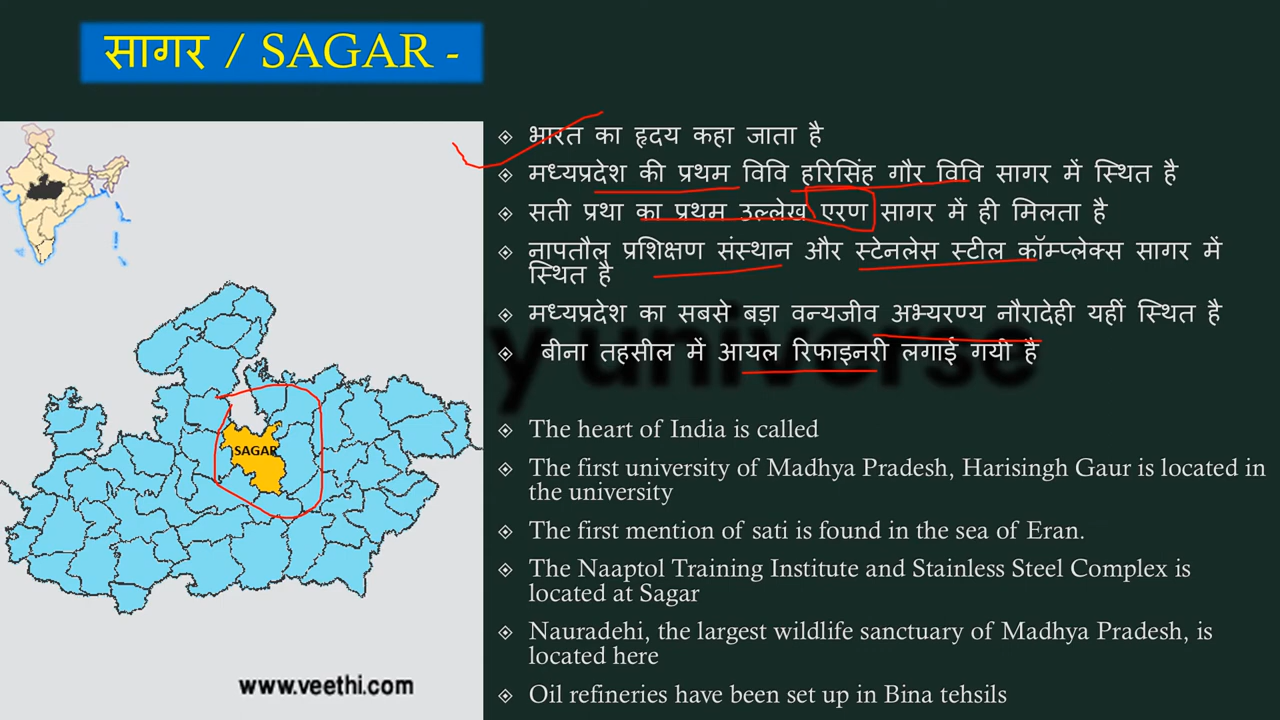 सागर / SAGAR -
भारत का हृदय कहा जाता है
मध्यप्रदेश की प्रथम विवि हरिसिंह गौर विवि सागर में स्थित है
सती प्रथा का प्रथम उल्लेख एरण सागर में ही मिलता है
नापतौल प्रशिक्षण संस्थान और स्टेनलेस स्टील कॉम्प्लेक्स सागर में
स्थित है
मध्यप्रदेश का सबसे बड़ा वन्यजीव अभ्यरण्य नौरादेही यहीं स्थित है
बीना तहसील में आयल रिफाइनरी लगाई गयी है
y universe
The heart of India is called
The first university of Madhya Pradesh, Harisingh Gaur is located in
the university
The first mention of sati is found in the sea of Eran.
The Naaptol Training Institute and Stainless Steel Complex is
located at Sagar
Nauradehi, the largest wildlife sanctuary of Madhya Pradesh, is
located here
Oil refineries have been set up in Bina tehsils
SAGAR
www.veethi.com